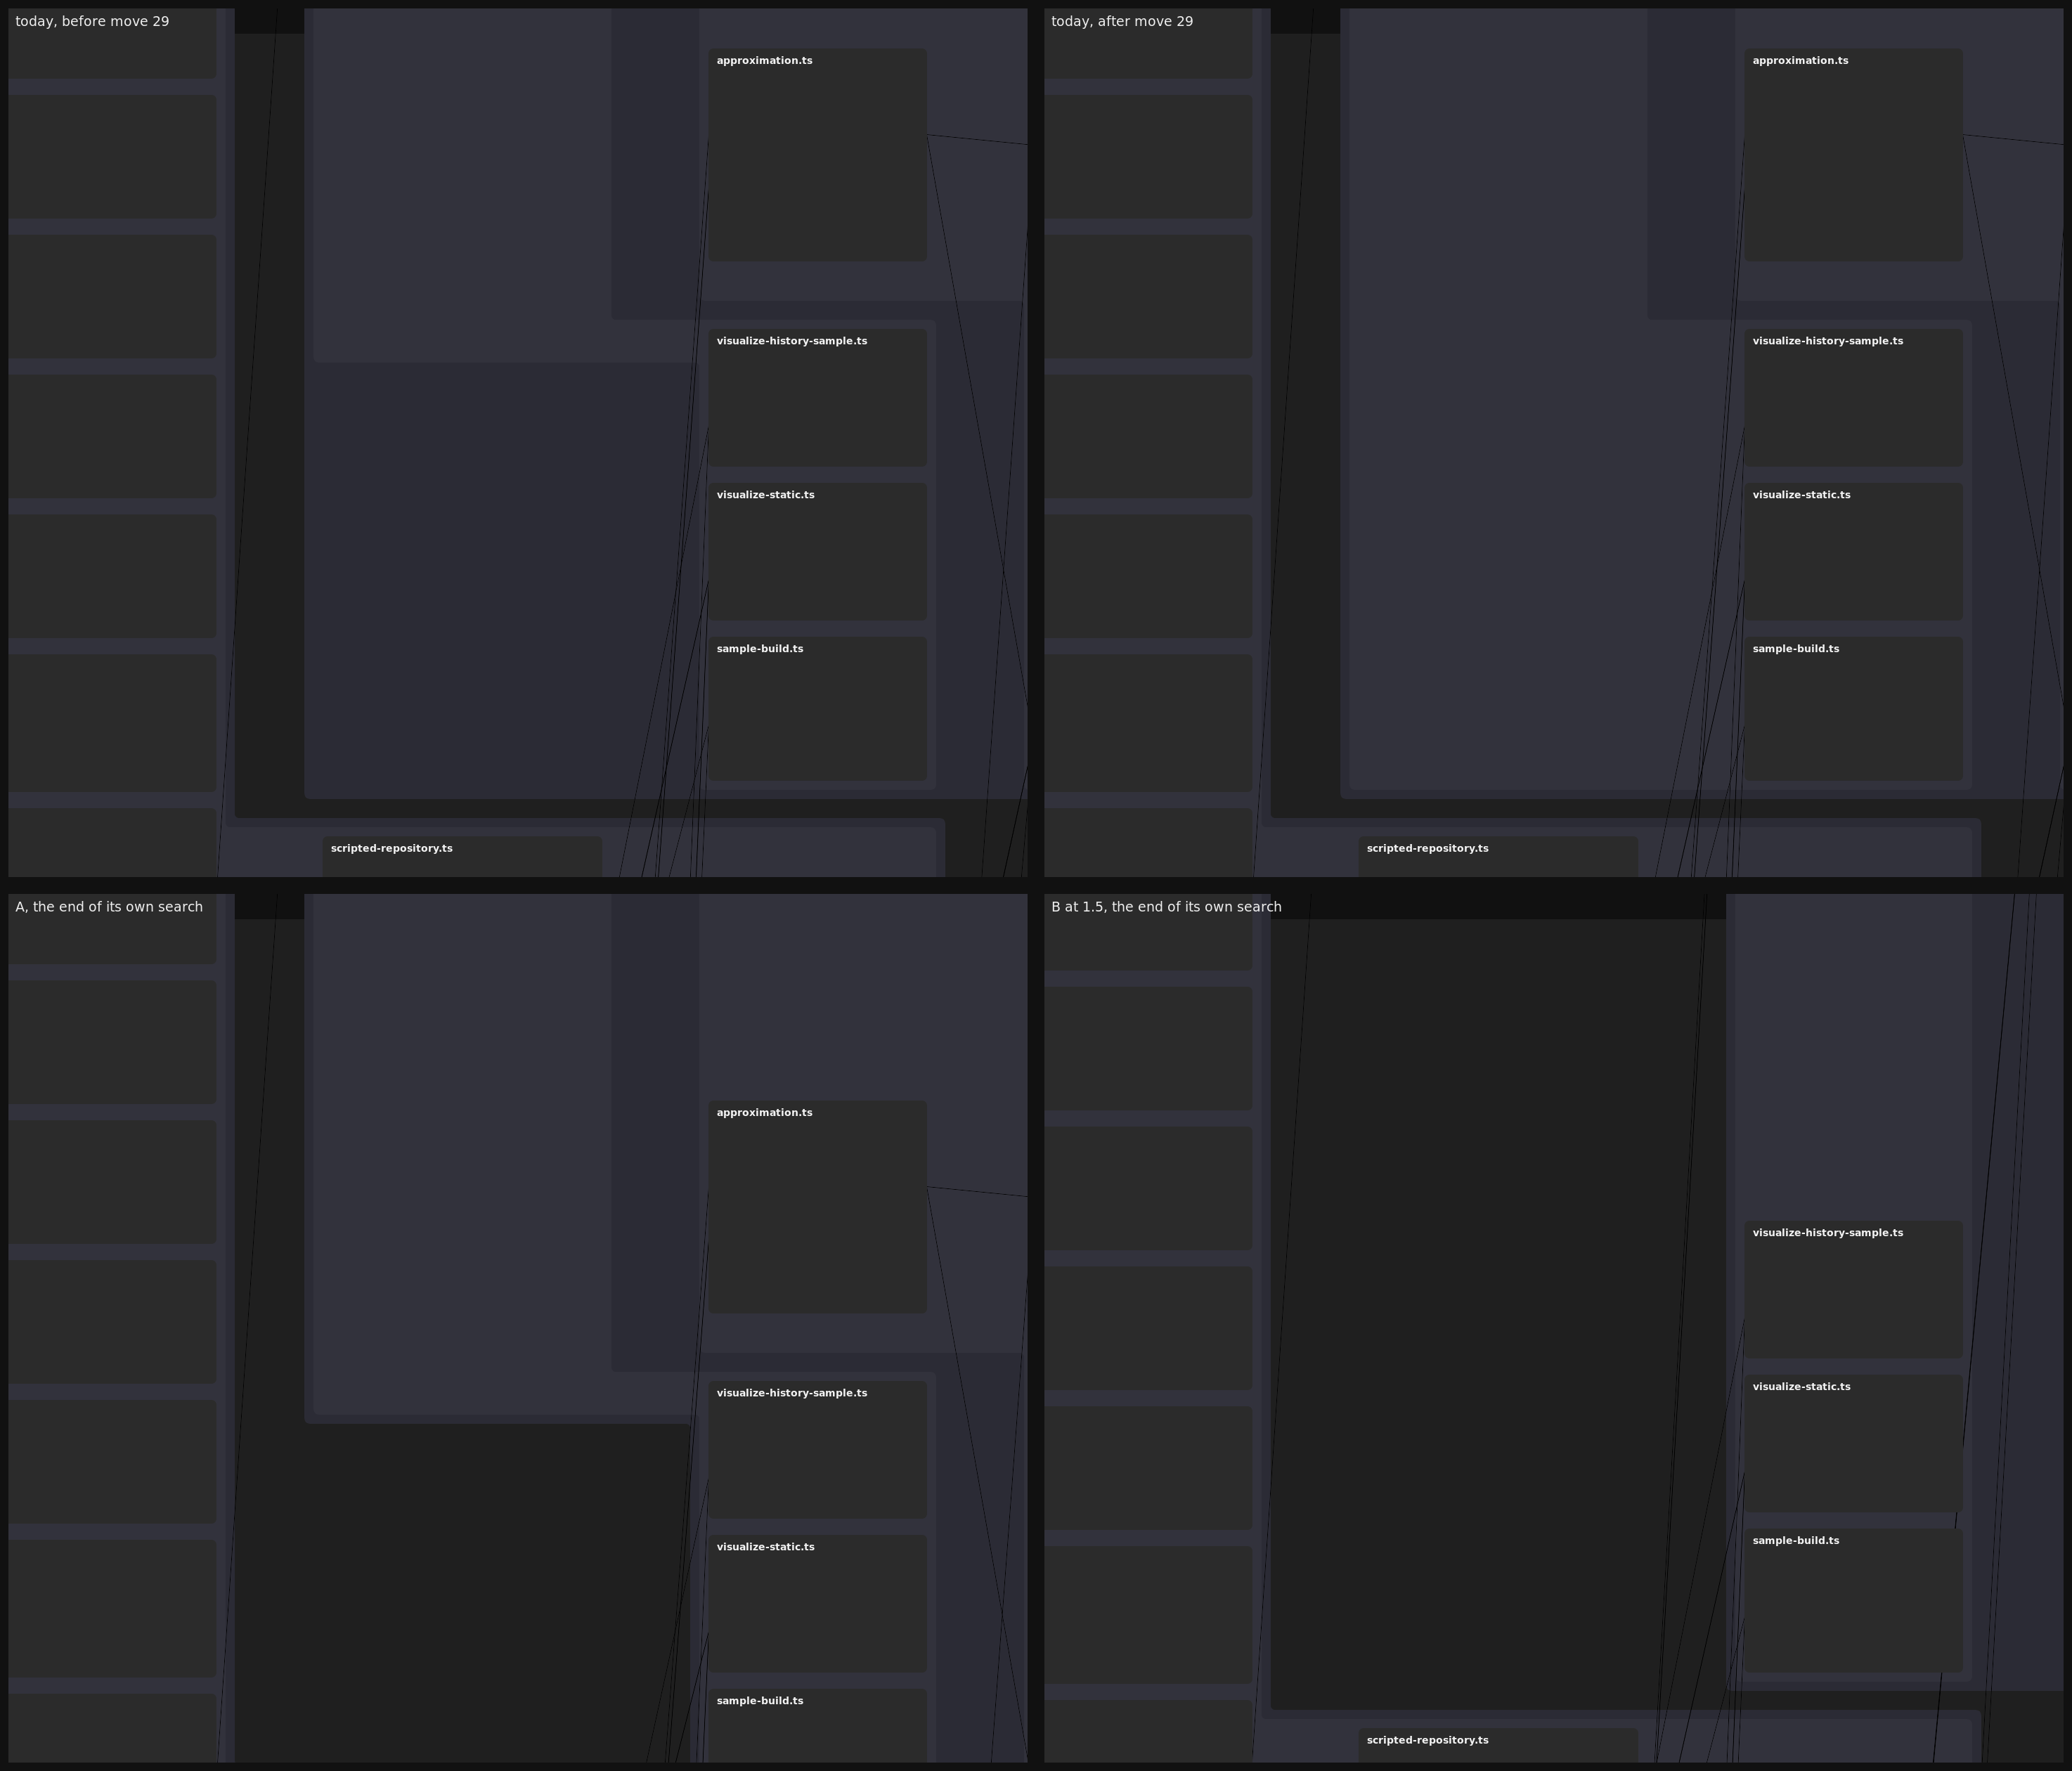 today, before move 29
approximation.ts
visualize-history-sample.ts
visualize-static.ts
sample-build.ts
scripted-repository.ts
today, after move 29
approximation.ts
visualize-history-sample.ts
visualize-static.ts
sample-build.ts
scripted-repository.ts
A, the end of its own search
approximation.ts
visualize-history-sample.ts
visualize-static.ts
sample-build.ts
B at 1.5, the end of its own search
visualize-history-sample.ts
visualize-static.ts
sample-build.ts
scripted-repository.ts